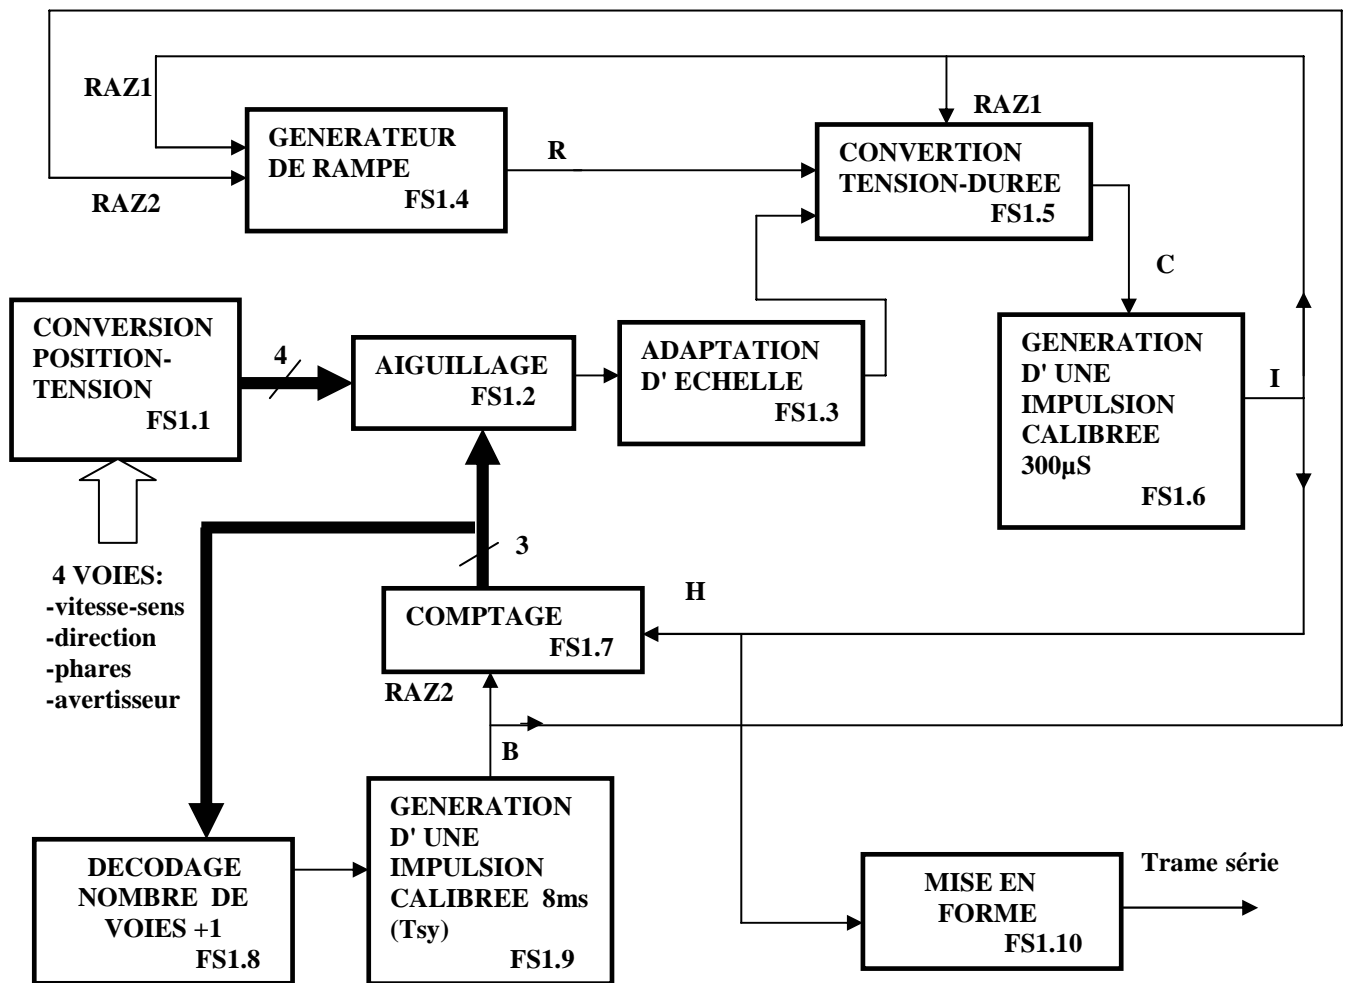 RAZ1
RAZ1
GENERATEUR
DE RAMPE
FS1.4
R
CONVERTION
TENSION-DUREE
FS1.5
RAZ2
C
CONVERSION
POSITION-
TENSION
FS1.1
4
AIGUILLAGE
FS1.2
ADAPTATION
D' ECHELLE
FS1.3
GENERATION
D' UNE
IMPULSION
CALIBREE
300µS
FS1.6
I
3
4 VOIES:
-vitesse-sens
-direction
-phares
-avertisseur
H
COMPTAGE
FS1.7
RAZ2
B
DECODAGE
NOMBRE DE
VOIES +1
FS1.8
GENERATION
D' UNE
IMPULSION
CALIBREE 8ms
(Tsy)
FS1.9
MISE EN
FORME
FS1.10
Trame série